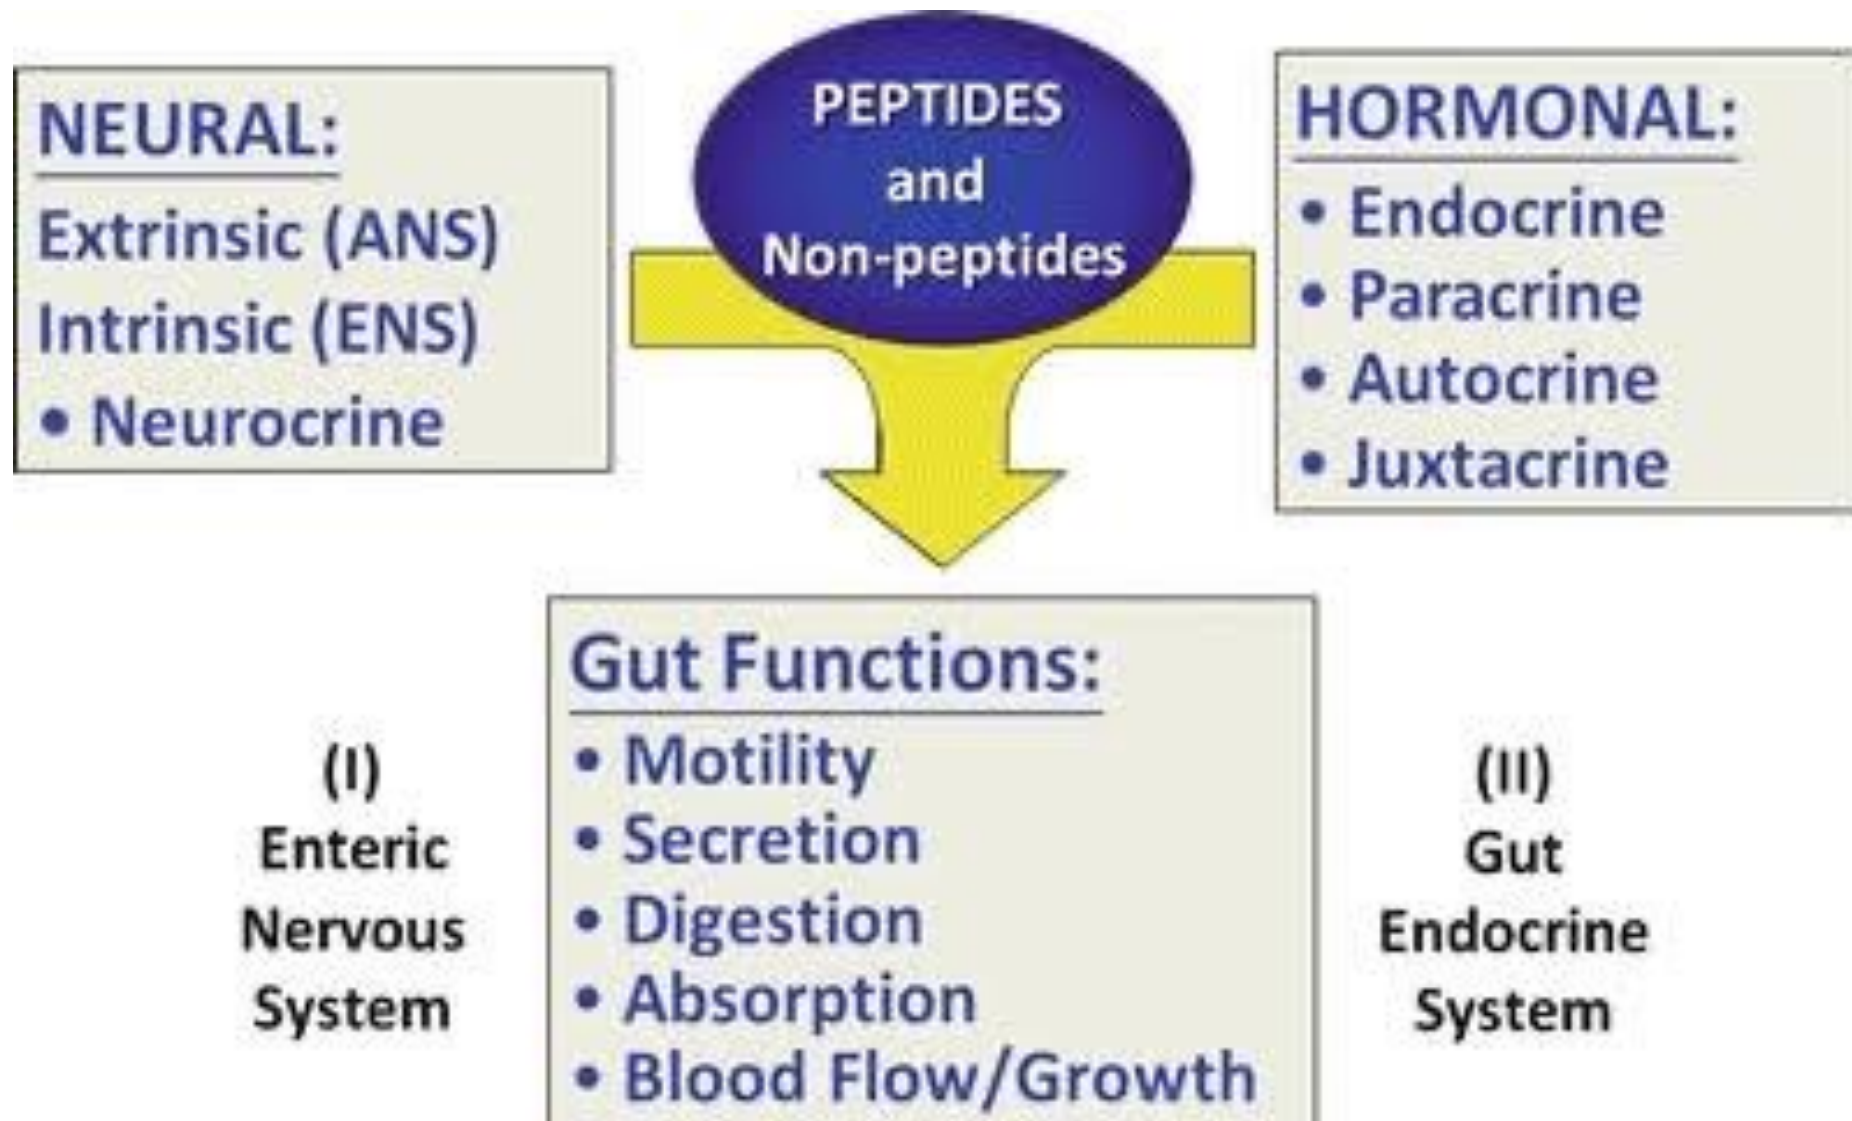 NEURAL:
Extrinsic (ANS)
Intrinsic (ENS)
• Neurocrine
PEPTIDES
and
Non-peptides
HORMONAL:
• Endocrine
• Paracrine
• Autocrine
• Juxtacrine
(I)
Enteric
Nervous
System
Gut Functions:
• Motility
• Secretion
• Digestion
• Absorption
• Blood Flow/Growth
(II)
Gut
Endocrine
System